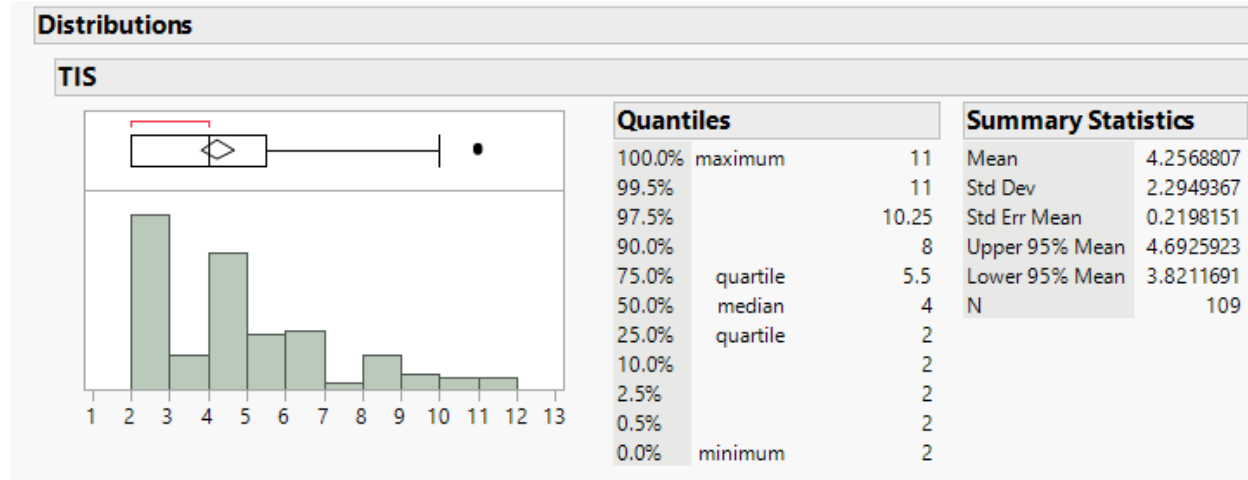 Distributions
TIS
1 2 3 4 5 6 7 8 9 10 11 12 13
Quantiles
100.0% maximum 11
99.5% 11
97.5% 10.25
90.0% 8
75.0% quartile 5.5
50.0% median 4
25.0% quartile 2
10.0% 2
2.5% 2
0.5% 2
0.0% minimum 2
Summary Statistics
Mean 4.2568807
Std Dev 2.2949367
Std Err Mean 0.2198151
Upper 95% Mean 4.6925923
Lower 95% Mean 3.8211691
N 109